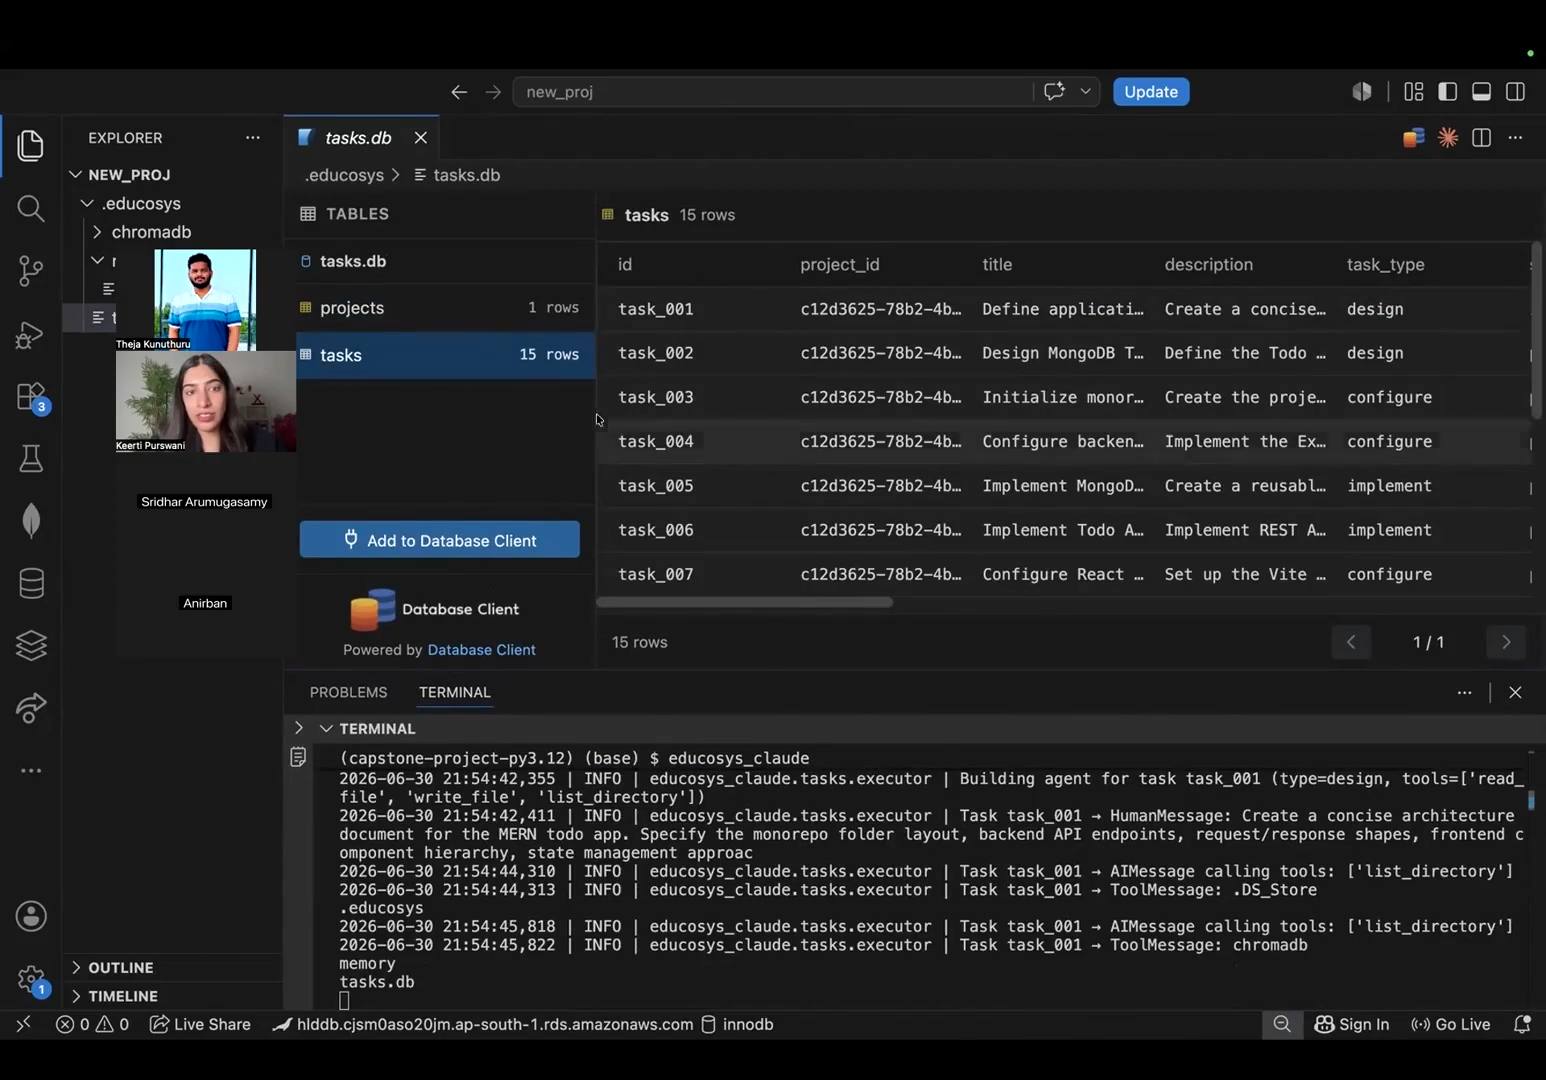 new_proj
Update
EXPLORER
NEW_PROJ
.educosys
chromadb
Theja Kunuthuru
Keerti Purswani
Sridhar Arumugasamy
Anirban
OUTLINE
TIMELINE
3
1
tasks.db
.educosys > tasks.db
TABLES
tasks.db
projects 1 rows
tasks 15 rows
Add to Database Client
Database Client
Powered by Database Client
tasks 15 rows
id project_id title description task_type
task_001 c12d3625-78b2-4b… Define applicati… Create a concise… design
task_002 c12d3625-78b2-4b… Design MongoDB T… Define the Todo … design
task_003 c12d3625-78b2-4b… Initialize monor… Create the proje… configure
task_004 c12d3625-78b2-4b… Configure backen… Implement the Ex… configure
task_005 c12d3625-78b2-4b… Implement MongoD… Create a reusabl… implement
task_006 c12d3625-78b2-4b… Implement Todo A… Implement REST A… implement
task_007 c12d3625-78b2-4b… Configure React … Set up the Vite … configure
15 rows
1 / 1
PROBLEMS TERMINAL
TERMINAL
(capstone-project-py3.12) (base) $ educosys_claude
2026-06-30 21:54:42,355 | INFO | educosys_claude.tasks.executor | Building agent for task task_001 (type=design, tools=['read_
file', 'write_file', 'list_directory'])
2026-06-30 21:54:42,411 | INFO | educosys_claude.tasks.executor | Task task_001 → HumanMessage: Create a concise architecture
document for the MERN todo app. Specify the monorepo folder layout, backend API endpoints, request/response shapes, frontend c
omponent hierarchy, state management approac
2026-06-30 21:54:44,310 | INFO | educosys_claude.tasks.executor | Task task_001 → AIMessage calling tools: ['list_directory']
2026-06-30 21:54:44,313 | INFO | educosys_claude.tasks.executor | Task task_001 → ToolMessage: .DS_Store
.educosys
2026-06-30 21:54:45,818 | INFO | educosys_claude.tasks.executor | Task task_001 → AIMessage calling tools: ['list_directory']
2026-06-30 21:54:45,822 | INFO | educosys_claude.tasks.executor | Task task_001 → ToolMessage: chromadb
memory
tasks.db
0 0 Live Share hlddb.cjsm0aso20jm.ap-south-1.rds.amazonaws.com innodb Sign In Go Live